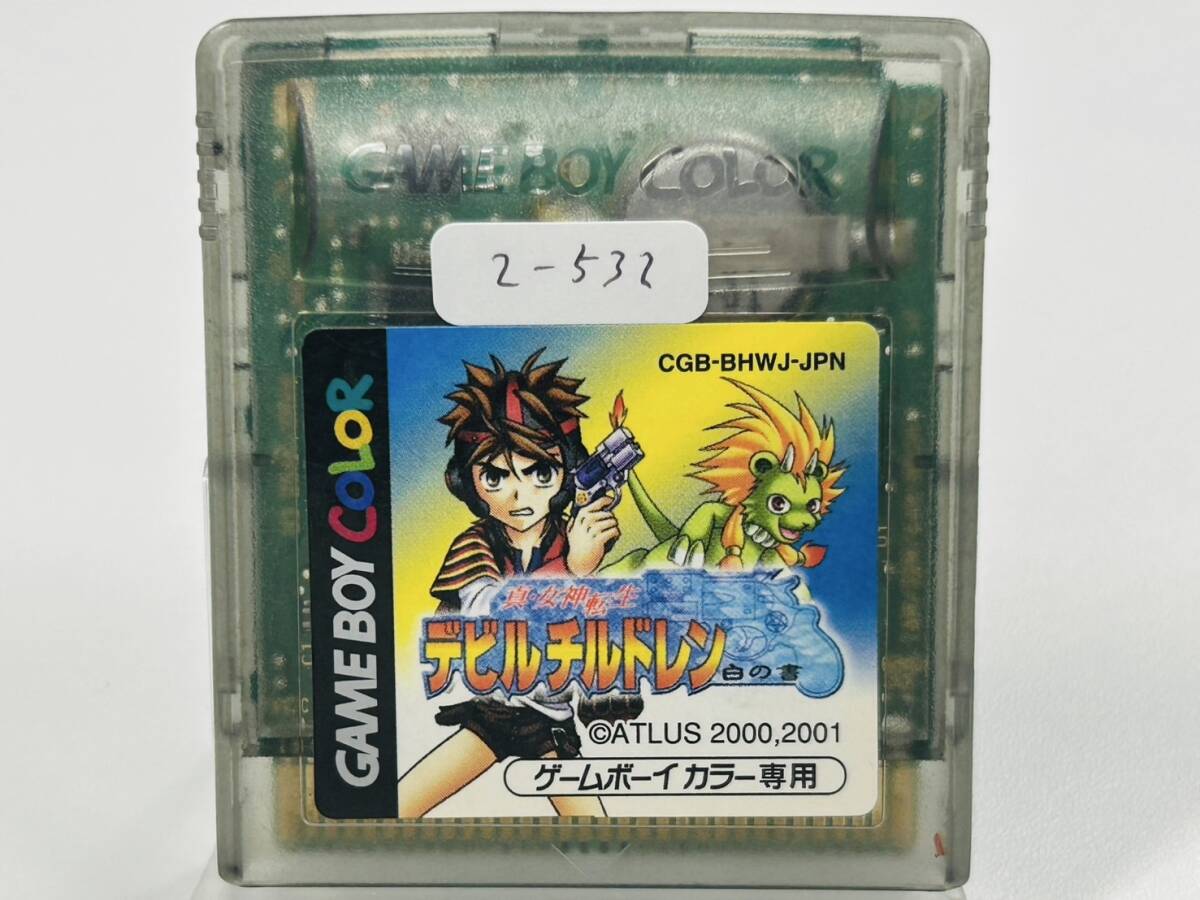 GAME BOY COLOR
2-532
GAME BOY COLOR
CGB-BHWJ-JPN
真・女神転生
デビルチルドレン
白の書
©ATLUS 2000,2001
ゲームボーイカラー専用